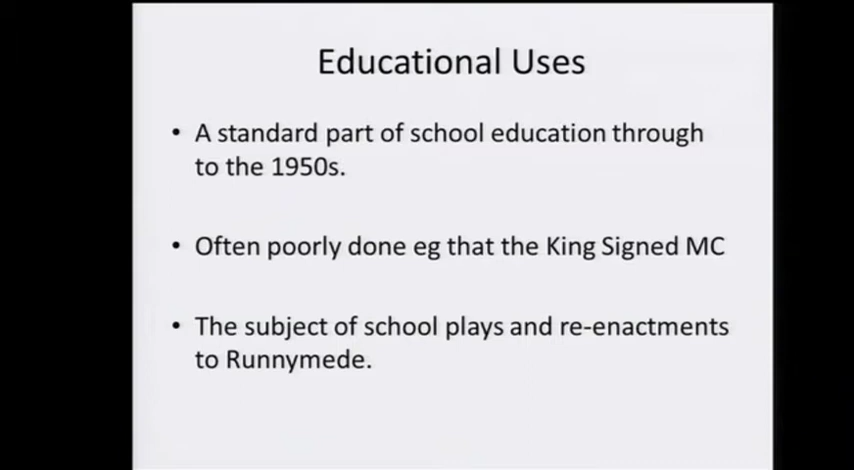 Educational Uses
• A standard part of school education through
to the 1950s.
• Often poorly done eg that the King Signed MC
• The subject of school plays and re-enactments
to Runnymede.